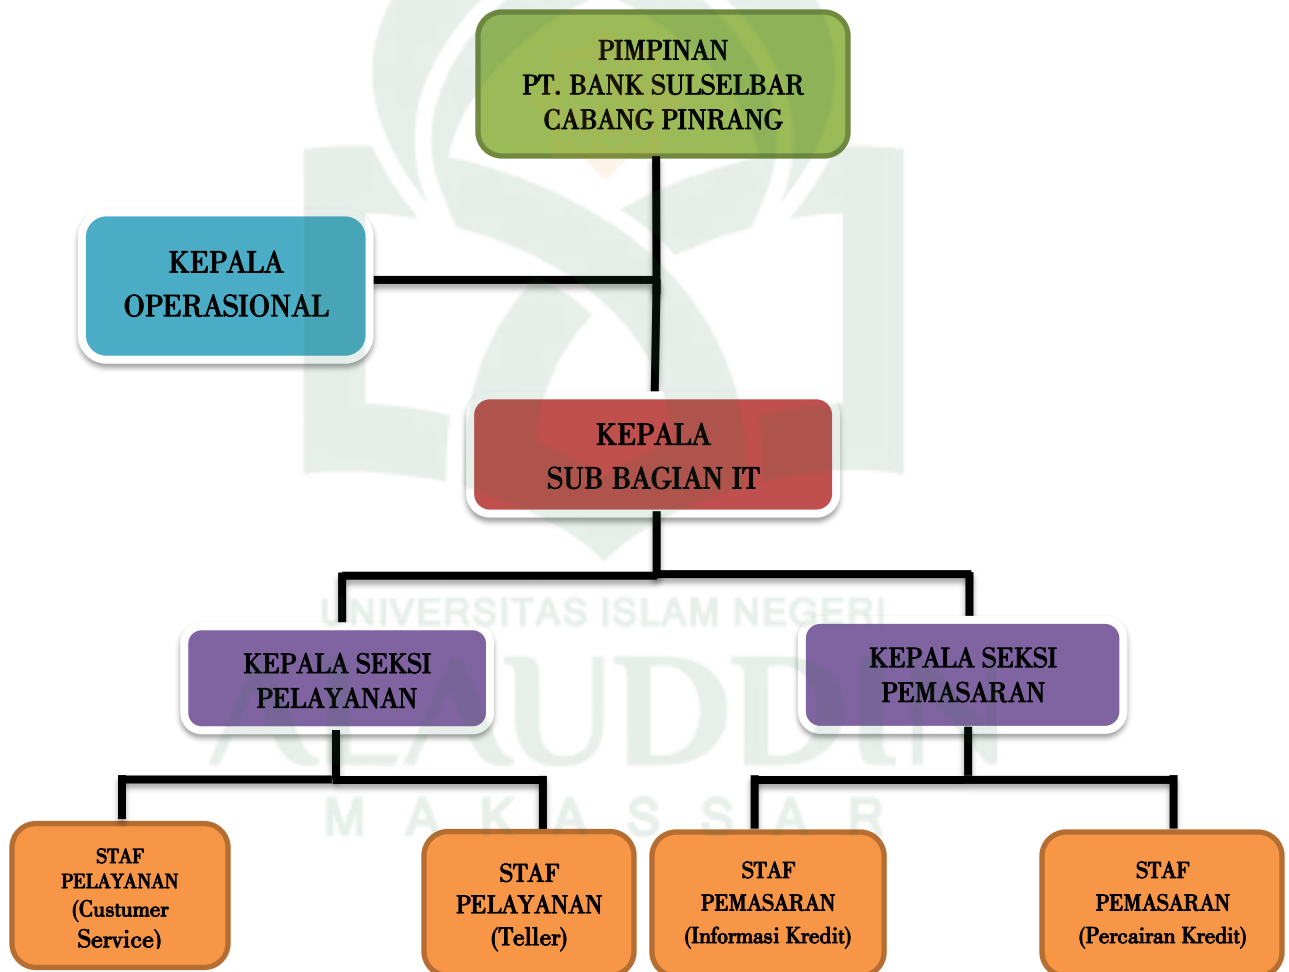 PIMPINAN
PT. BANK SULSELBAR
CABANG PINRANG
KEPALA
OPERASIONAL
KEPALA
SUB BAGIAN IT
UNIVERSITAS ISLAM NEGERI
KEPALA SEKSI
PELAYANAN
KEPALA SEKSI
PEMASARAN
ALAUDDIN
MAKASSAR
STAF
PELAYANAN
(Custumer
Service)
STAF
PELAYANAN
(Teller)
STAF
PEMASARAN
(Informasi Kredit)
STAF
PEMASARAN
(Percairan Kredit)